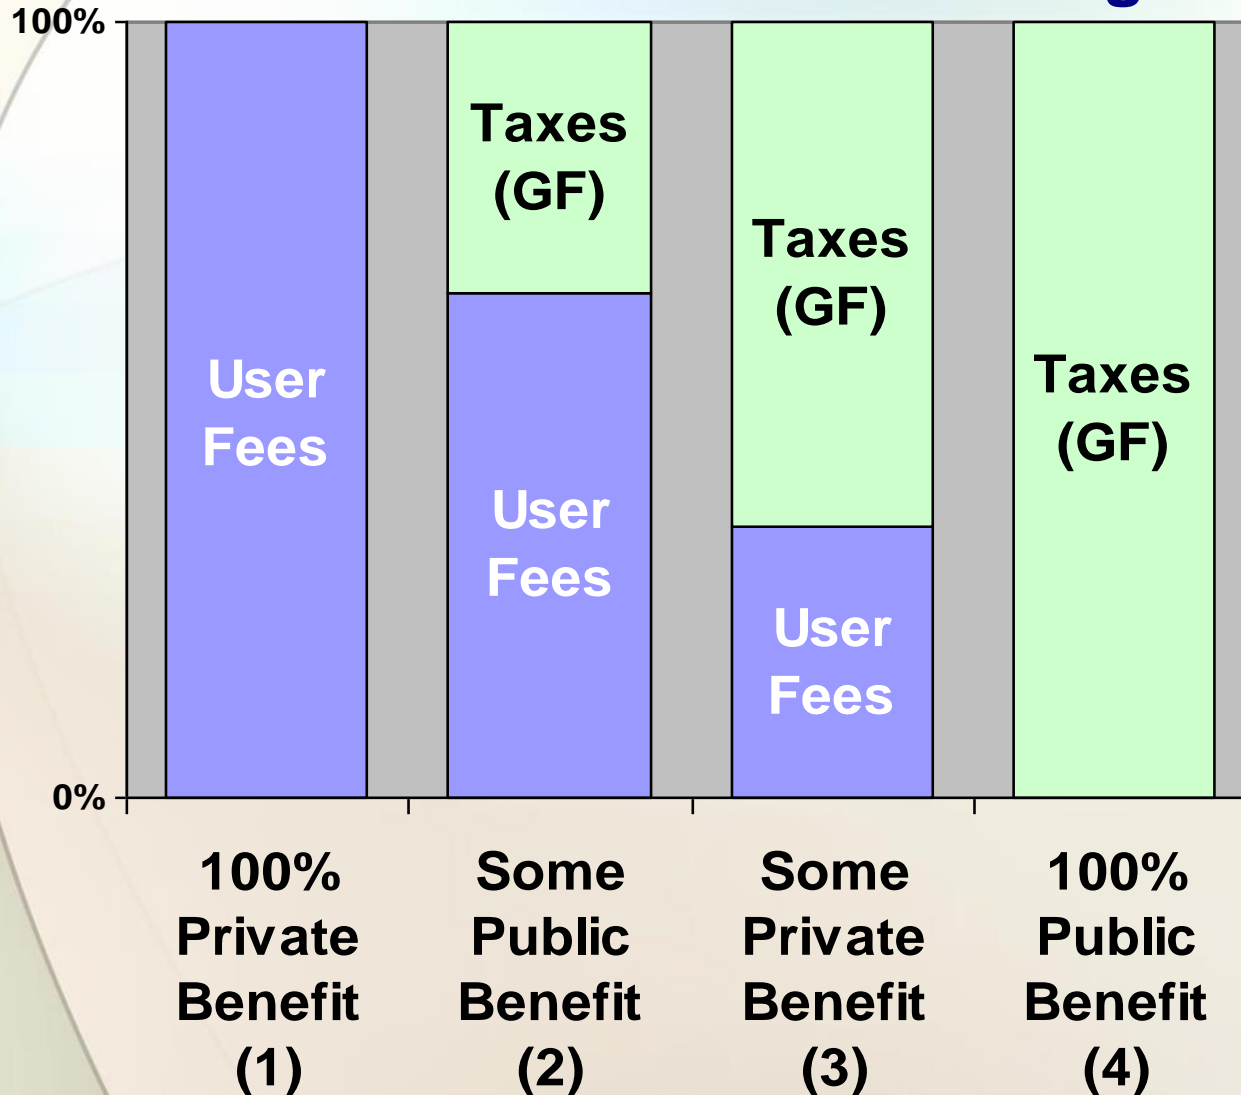 100%
Taxes
(GF)
Taxes
(GF)
User
Fees
Taxes
(GF)
User
Fees
User
Fees
0%
100%
Private
Benefit
(1)
Some
Public
Benefit
(2)
Some
Private
Benefit
(3)
100%
Public
Benefit
(4)